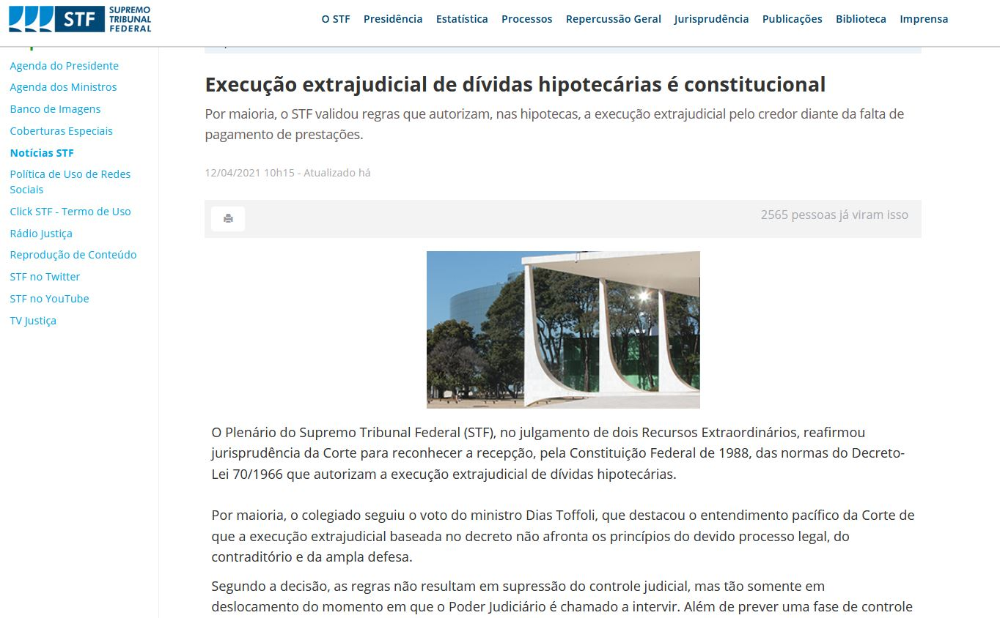 STF
SUPREMO
TRIBUNAL
FEDERAL
O STF Presidência Estatística Processos Repercussão Geral Jurisprudência Publicações Biblioteca Imprensa
Agenda do Presidente
Agenda dos Ministros
Banco de Imagens
Coberturas Especiais
Notícias STF
Política de Uso de Redes
Sociais
Click STF - Termo de Uso
Rádio Justiça
Reprodução de Conteúdo
STF no Twitter
STF no YouTube
TV Justiça
Execução extrajudicial de dívidas hipotecárias é constitucional
Por maioria, o STF validou regras que autorizam, nas hipotecas, a execução extrajudicial pelo credor diante da falta de
pagamento de prestações.
12/04/2021 10h15 - Atualizado há
2565 pessoas já viram isso
O Plenário do Supremo Tribunal Federal (STF), no julgamento de dois Recursos Extraordinários, reafirmou
jurisprudência da Corte para reconhecer a recepção, pela Constituição Federal de 1988, das normas do Decreto-
Lei 70/1966 que autorizam a execução extrajudicial de dívidas hipotecárias.
Por maioria, o colegiado seguiu o voto do ministro Dias Toffoli, que destacou o entendimento pacífico da Corte de
que a execução extrajudicial baseada no decreto não afronta os princípios do devido processo legal, do
contraditório e da ampla defesa.
Segundo a decisão, as regras não resultam em supressão do controle judicial, mas tão somente em
deslocamento do momento em que o Poder Judiciário é chamado a intervir. Além de prever uma fase de controle